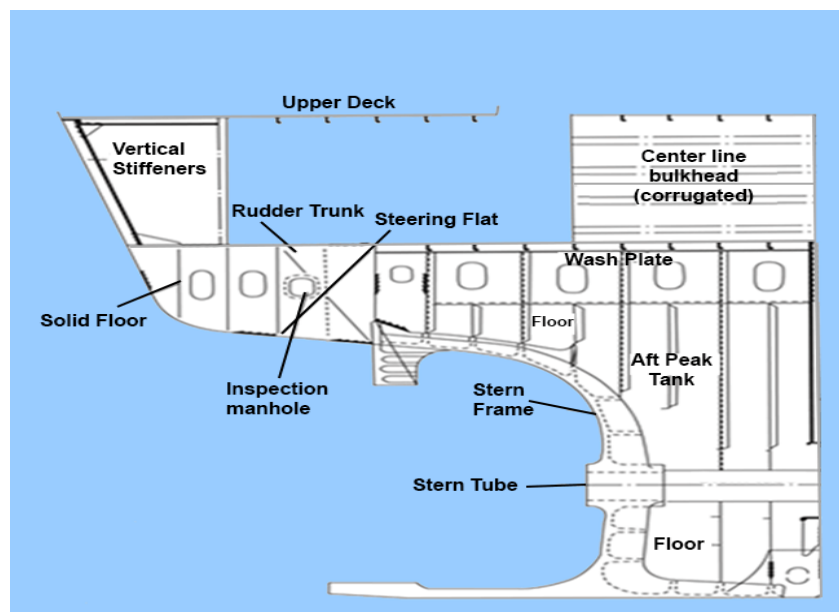 Upper Deck
Vertical
Stiffeners
Center line
bulkhead
(corrugated)
Rudder Trunk
Steering Flat
Wash Plate
Solid Floor
Floor
Inspection
manhole
Stern
Frame
Aft Peak
Tank
Stern Tube
Floor